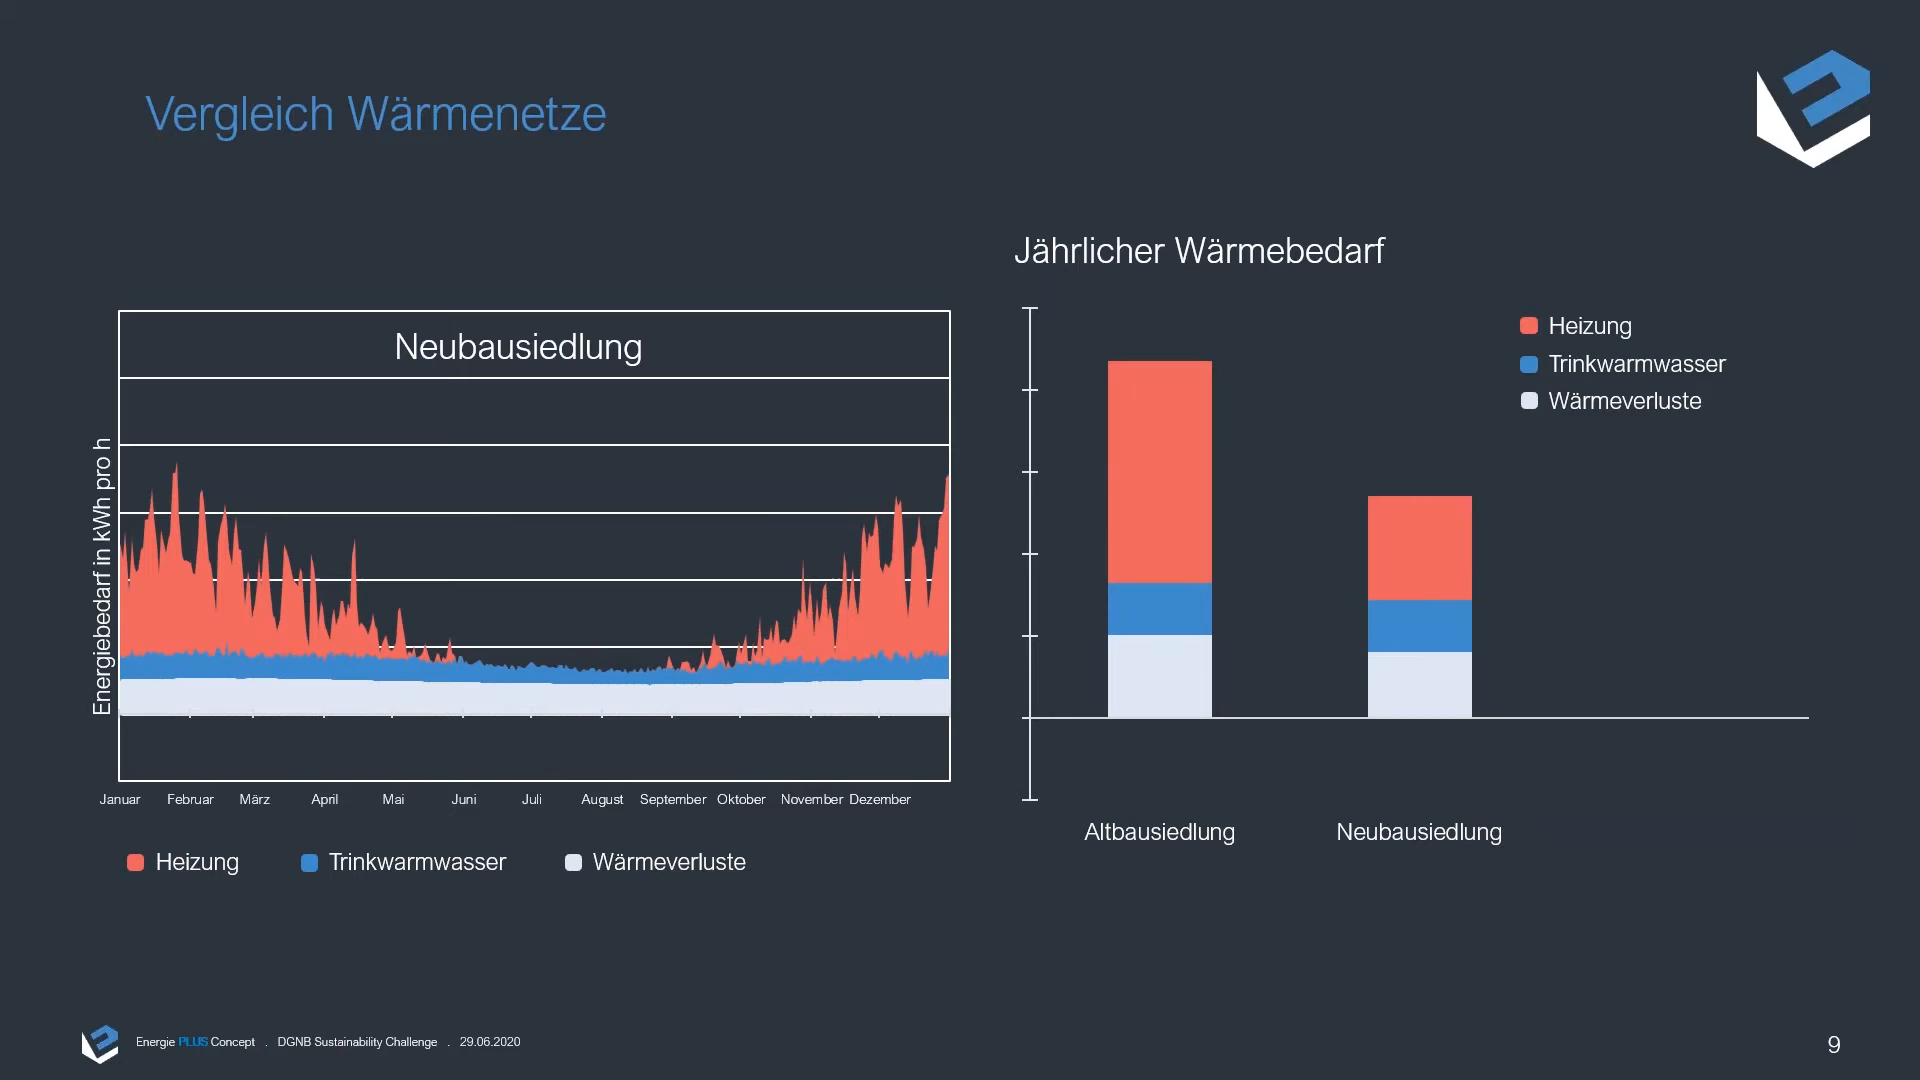 Vergleich Wärmenetze
Neubausiedlung
Energiebedarf in kWh pro h
Januar Februar März April Mai Juni Juli August September Oktober November Dezember
Heizung Trinkwarmwasser Wärmeverluste
Jährlicher Wärmebedarf
Heizung
Trinkwarmwasser
Wärmeverluste
Altbausiedlung Neubausiedlung
Energie PLUS Concept . DGNB Sustainability Challenge . 29.06.2020
9